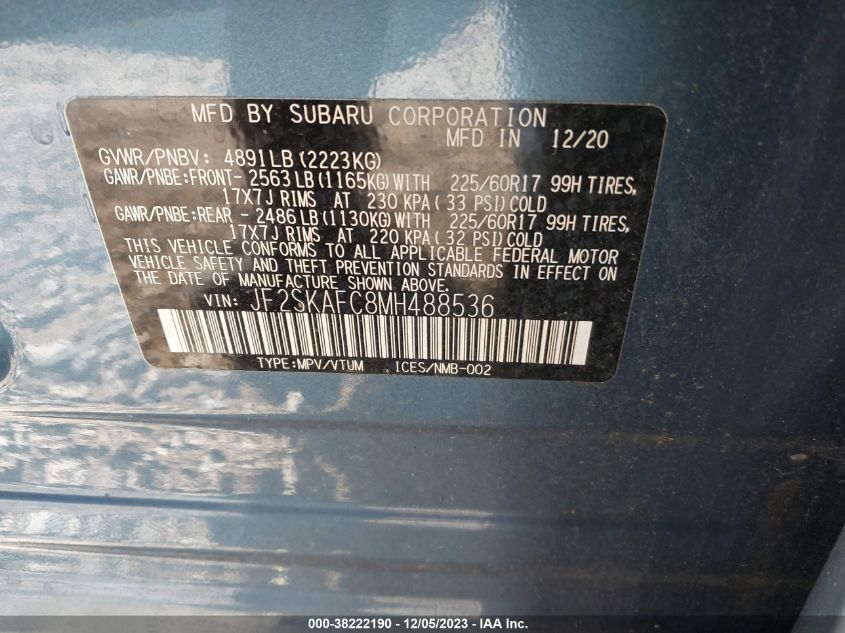 MFD BY SUBARU CORPORATION
MFD IN 12/20
GVWR/PNBV: 4891LB(2223KG)
GAWR/PNBE:FRONT- 2563LB(1165KG)WITH 225/60R17 99H TIRES,
17X7J RIMS AT 230 KPA( 33 PSI)COLD
GAWR/PNBE:REAR - 2486LB(1130KG)WITH 225/60R17 99H TIRES,
17X7J RIMS AT 220 KPA( 32 PSI)COLD
THIS VEHICLE CONFORMS TO ALL APPLICABLE FEDERAL MOTOR
VEHICLE SAFETY AND THEFT PREVENTION STANDARDS IN EFFECT ON
THE DATE OF MANUFACTURE SHOWN ABOVE.
VIN: JF2SKAFC8MH488536
TYPE:MPV/VTUM ICES/NMB-002
000-38222190 - 12/05/2023 - IAA Inc.